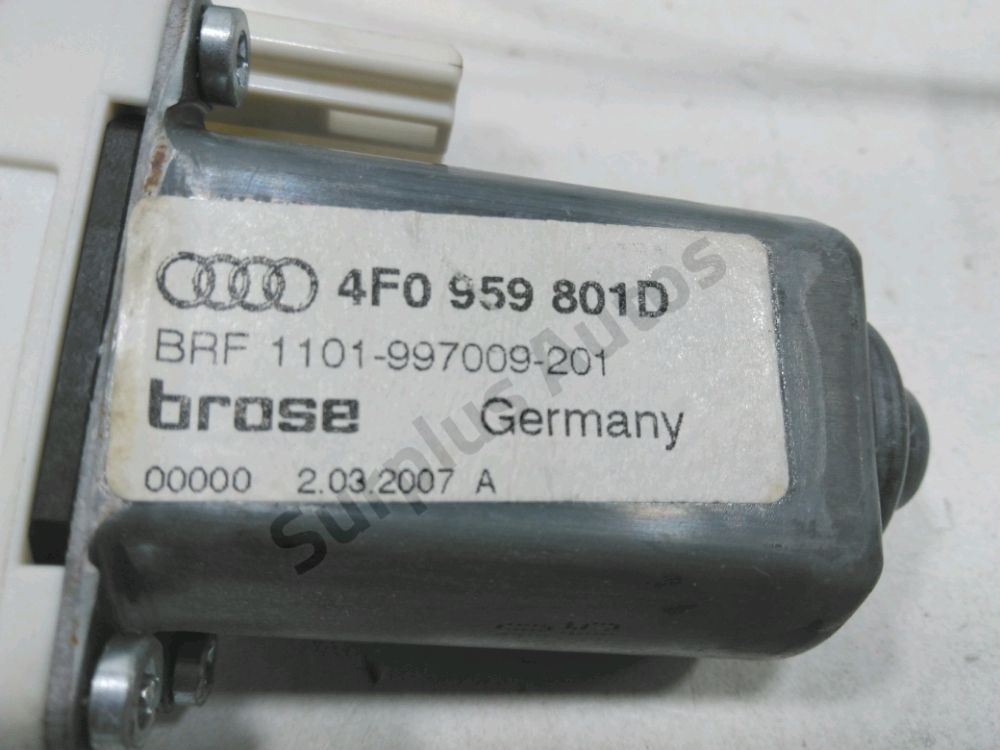 4F0 959 801D
BRF 1101-997009-201
brose Germany
00000 2.03.2007 A
Surplus Autos